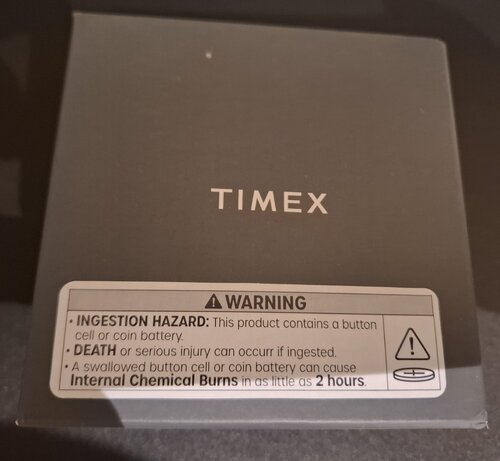 TIMEX
⚠ WARNING
• INGESTION HAZARD: This product contains a button
cell or coin battery.
• DEATH or serious injury can occurr if ingested.
• A swallowed button cell or coin battery can cause
Internal Chemical Burns in as little as 2 hours.